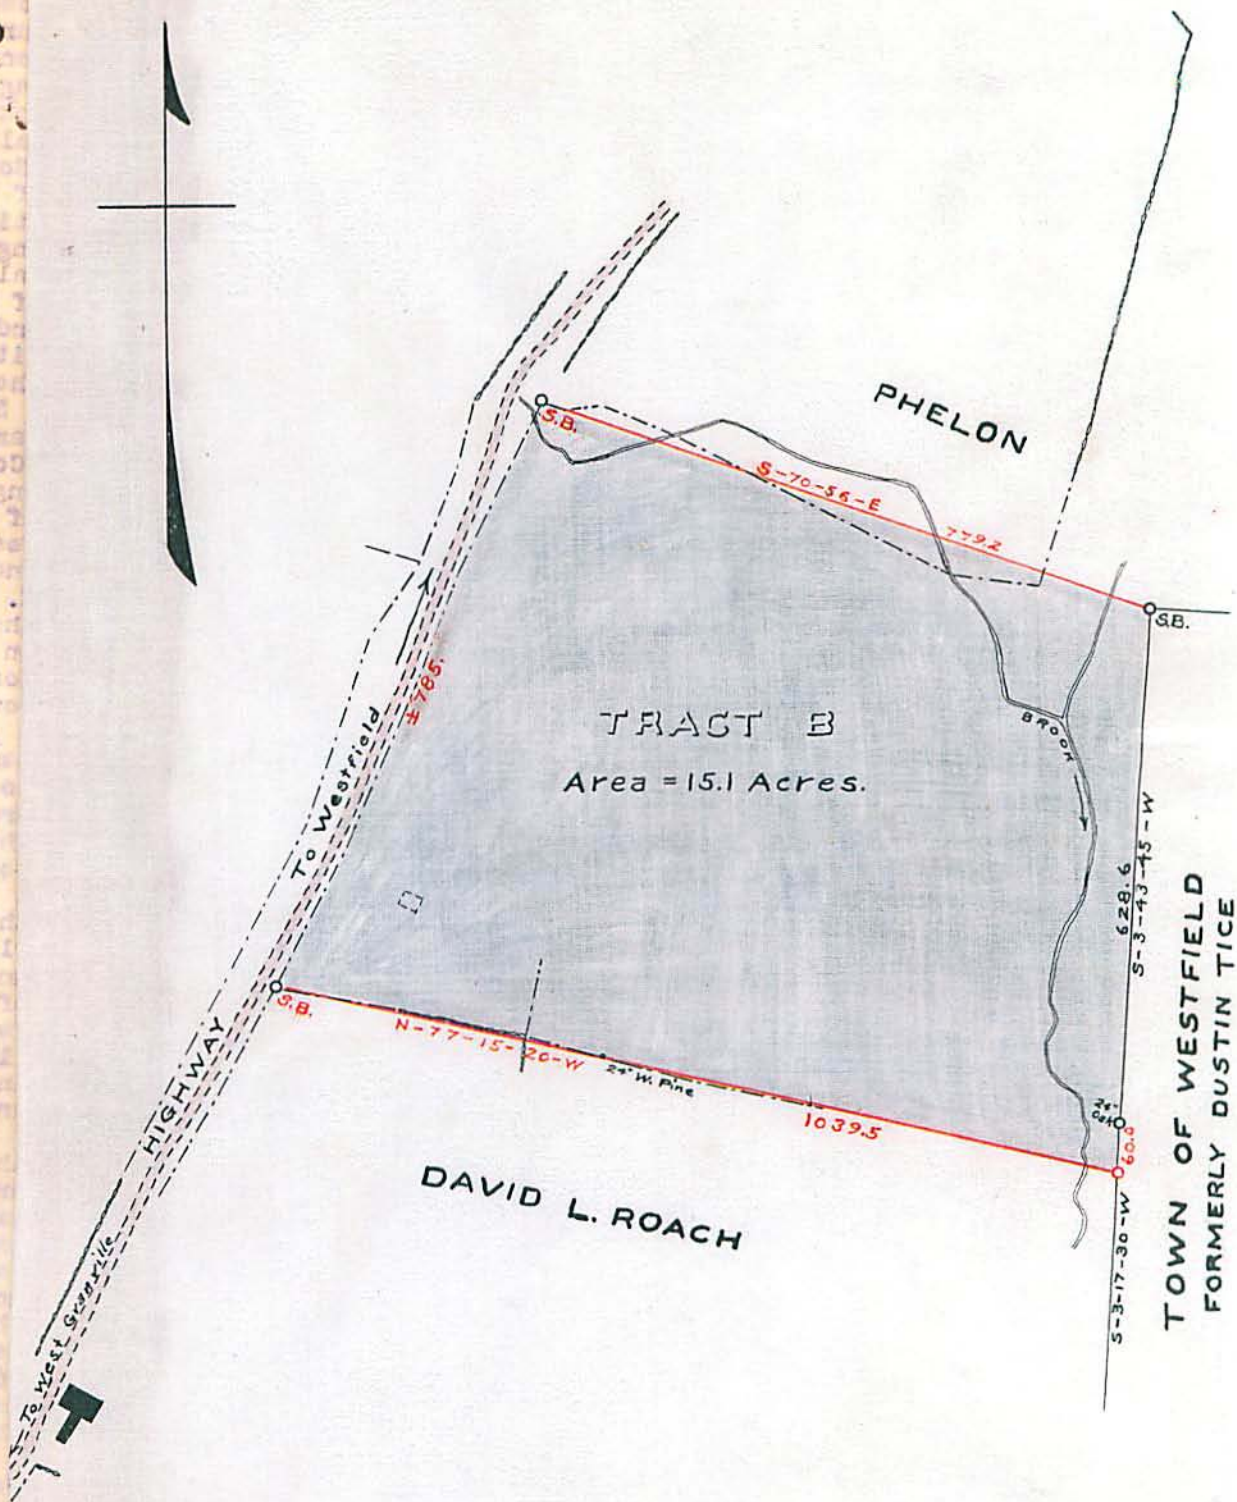 PHELON
S.B.
S-70-56-E
779.2
S.B.
To Westfield
± 785.
TRACT B
Area = 15.1 Acres.
BROOK
628.6
S-3-43-45-W
TOWN OF WESTFIELD
FORMERLY DUSTIN TICE
S.B.
N-77-15-20-W
24" W. Pine
1039.5
24" Oak
60.0
S-3-17-30-W
HIGHWAY
DAVID L. ROACH
To West Granville